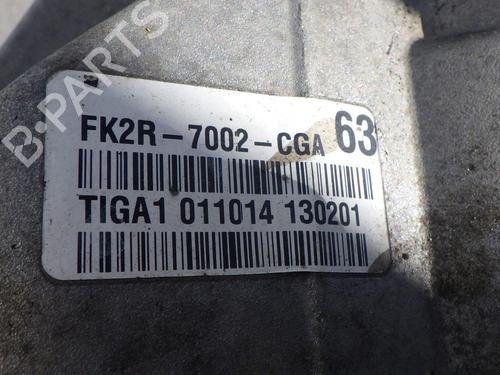 B-PARTS
FK2R-7002-CGA 63
TIGA1 011014 130201